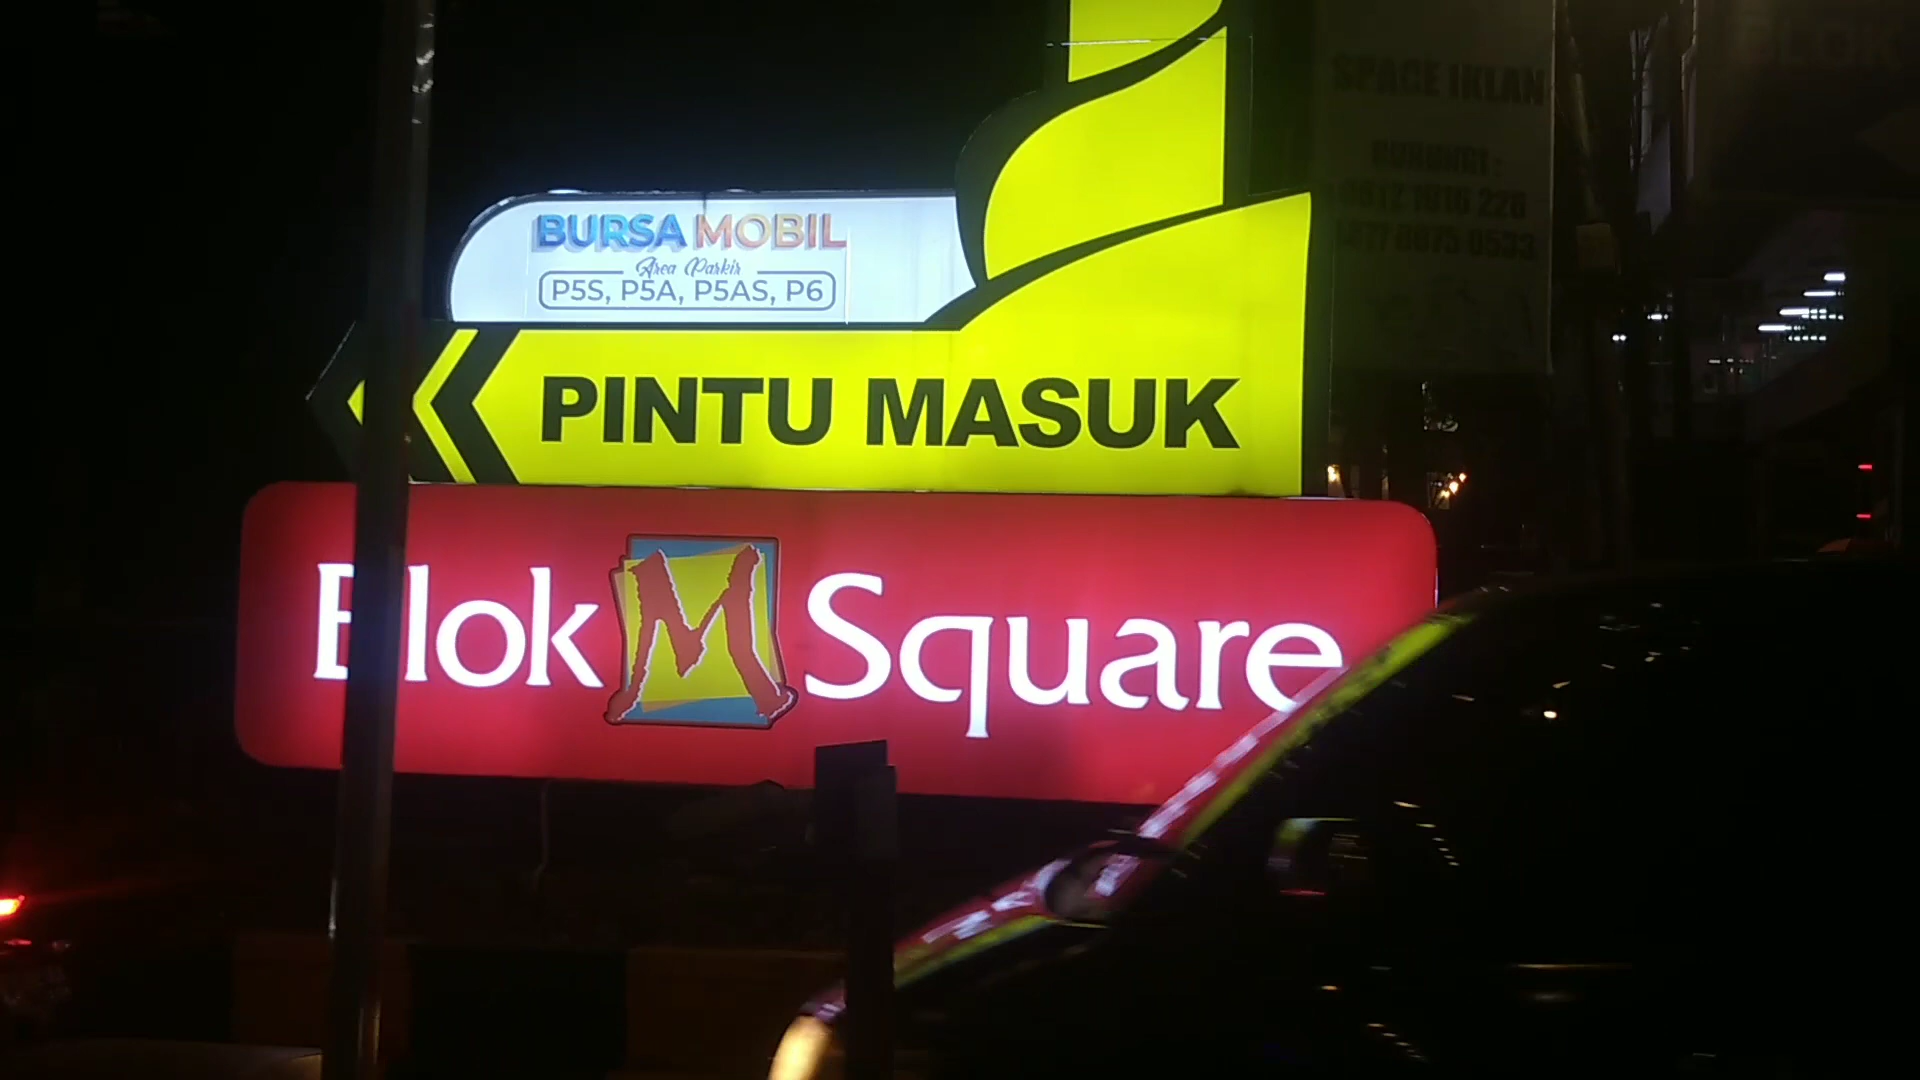 BURSA MOBIL
Area Parkir
P5S, P5A, P5AS, P6
PINTU MASUK
Blok M Square
SPACE IKLAN